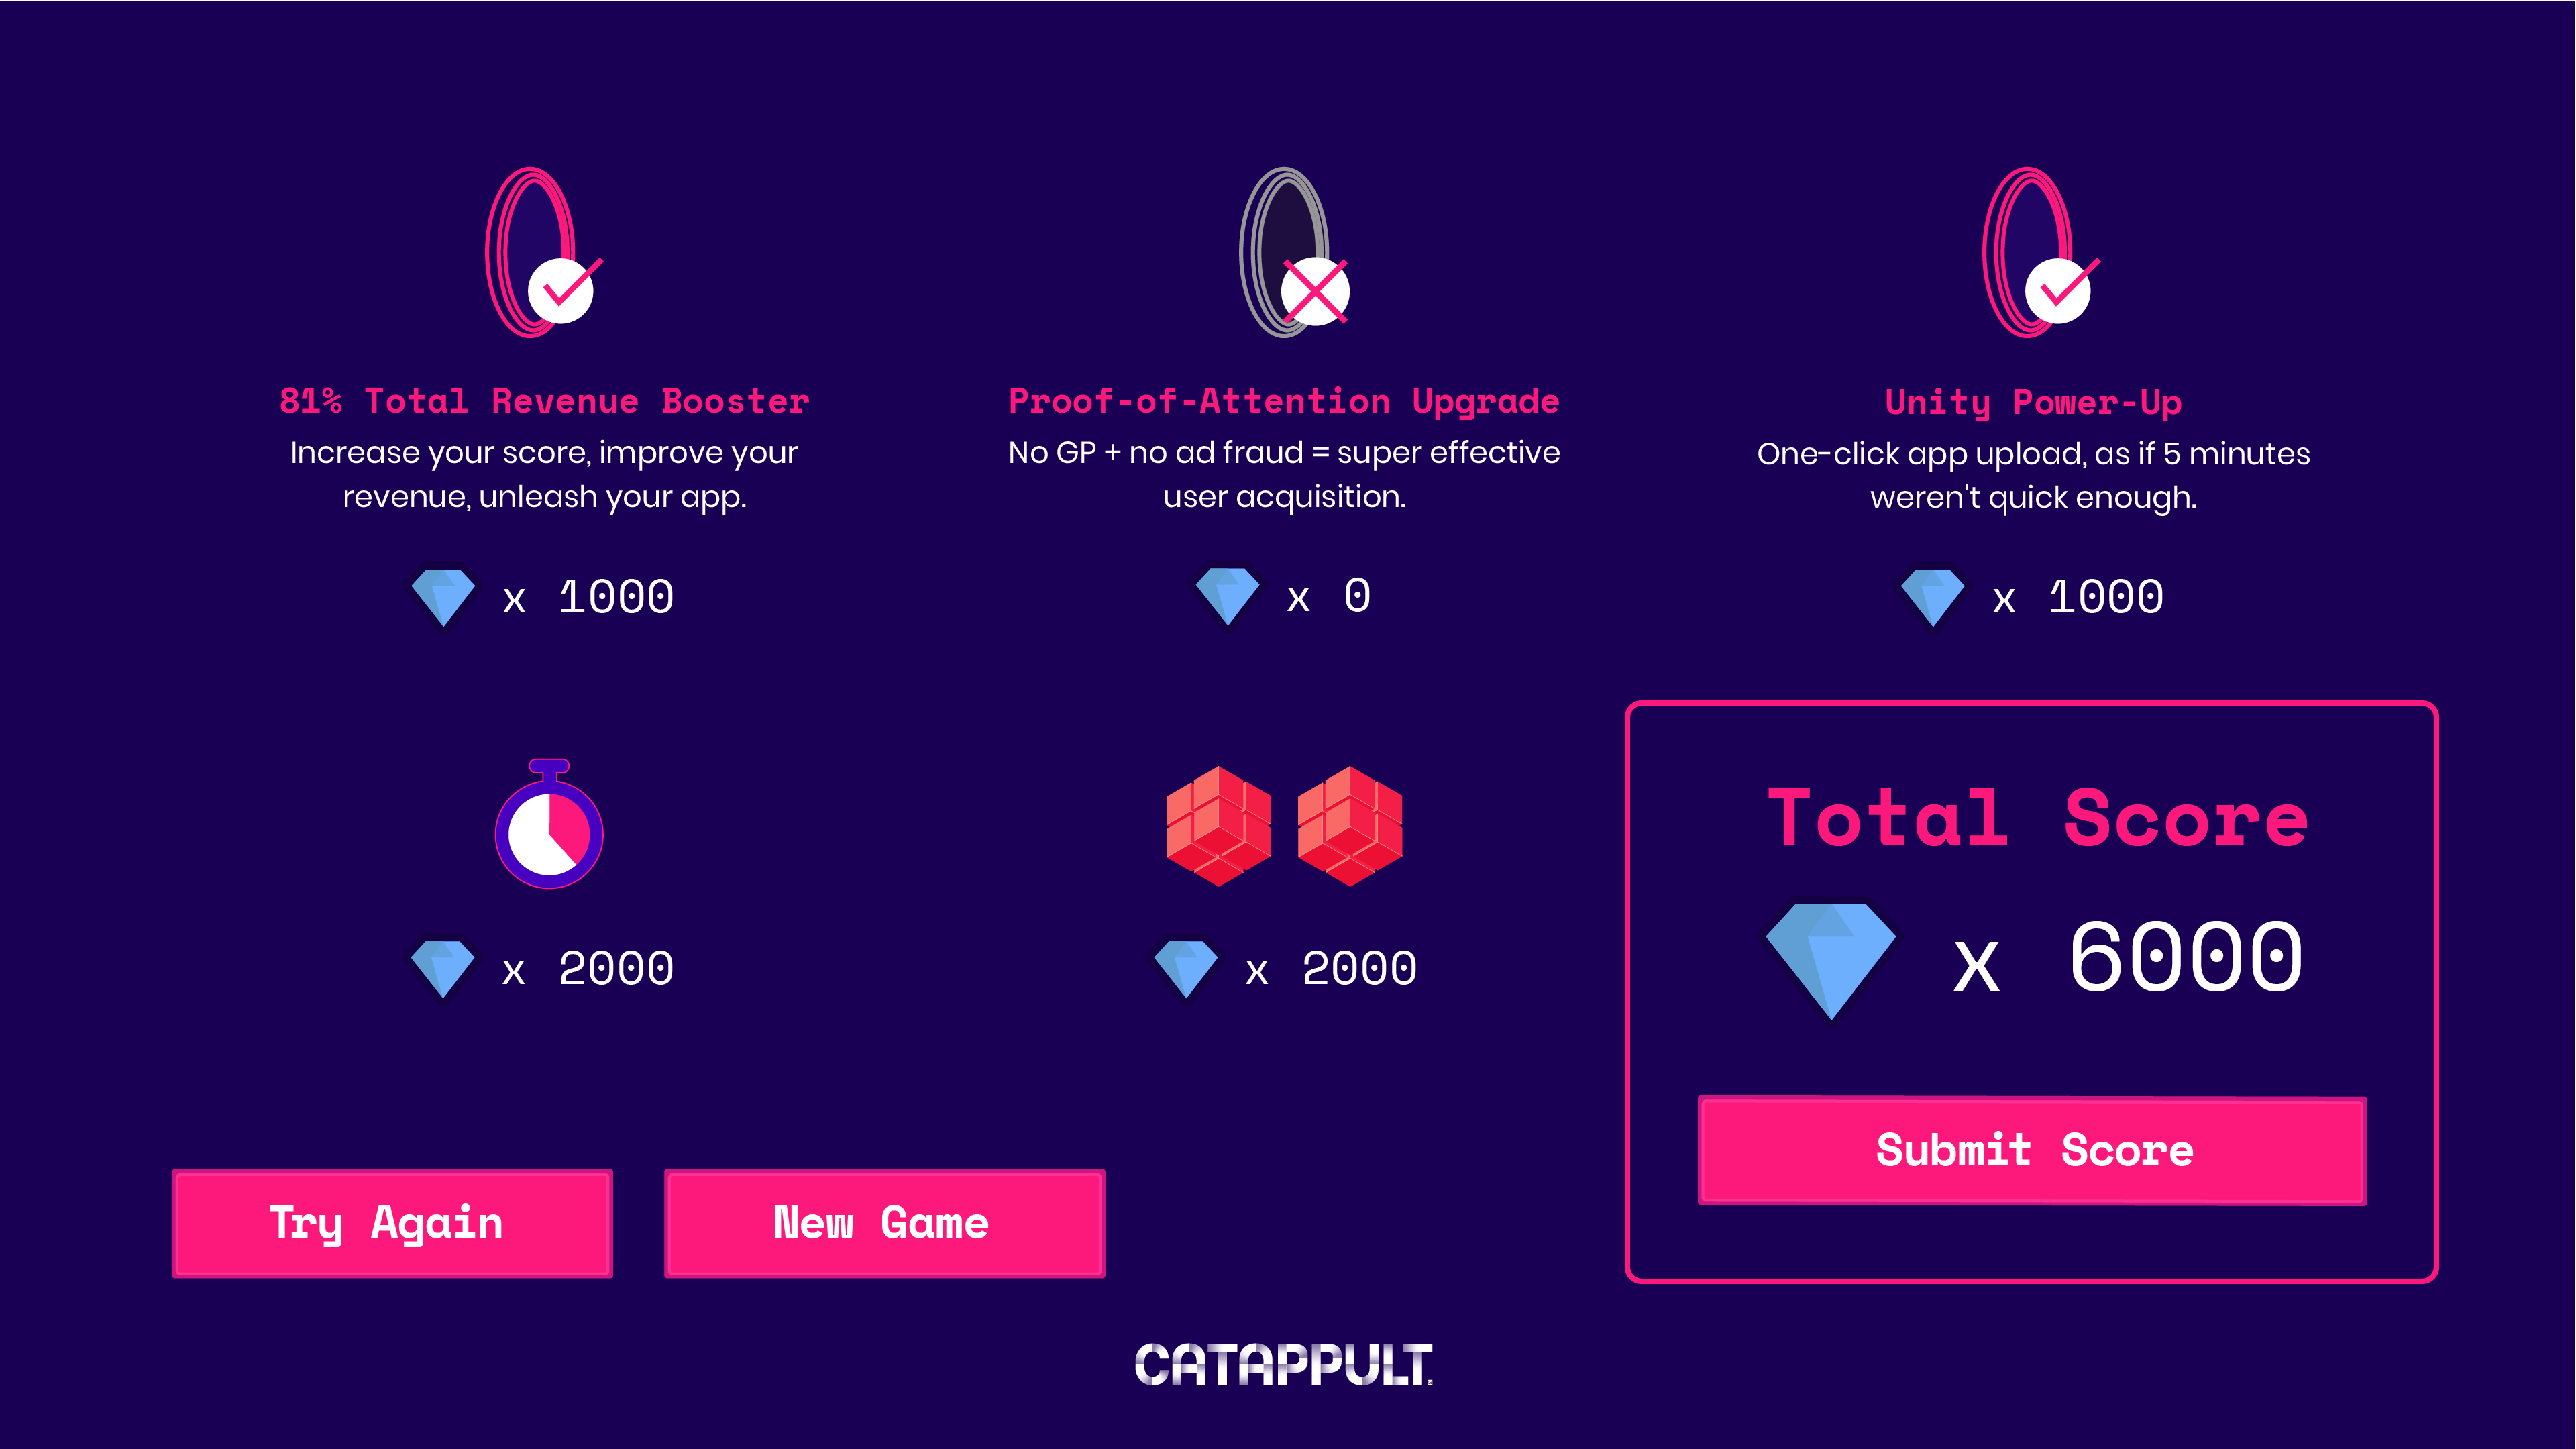 81% Total Revenue Booster
Increase your score, improve your
revenue, unleash your app.
x 1000
Proof-of-Attention Upgrade
No GP + no ad fraud = super effective
user acquisition.
x 0
Unity Power-Up
One-click app upload, as if 5 minutes
weren't quick enough.
x 1000
x 2000
x 2000
Total Score
x 6000
Submit Score
Try Again
New Game
CATAPPULT.